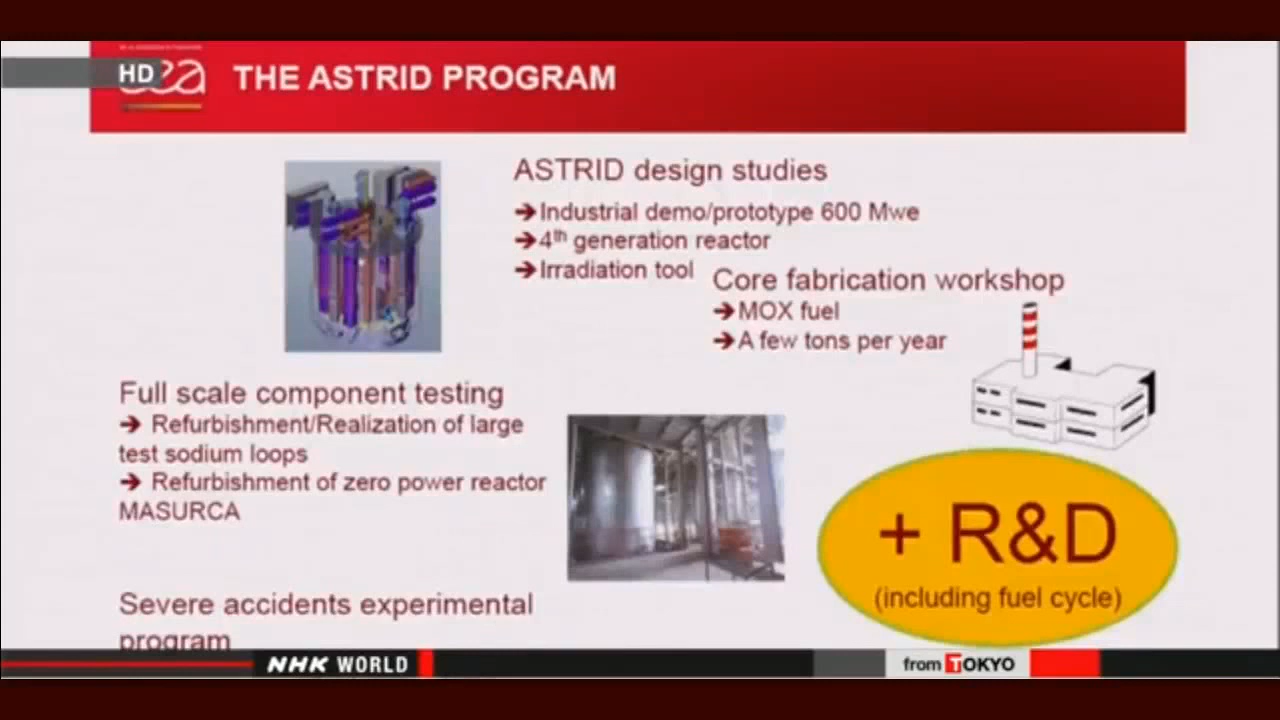 HD
cea
THE ASTRID PROGRAM
ASTRID design studies
➔Industrial demo/prototype 600 Mwe
➔4th generation reactor
➔Irradiation tool
Core fabrication workshop
➔MOX fuel
➔A few tons per year
Full scale component testing
➔ Refurbishment/Realization of large
test sodium loops
➔ Refurbishment of zero power reactor
MASURCA
+ R&D
(including fuel cycle)
Severe accidents experimental
program
NHK WORLD
from TOKYO